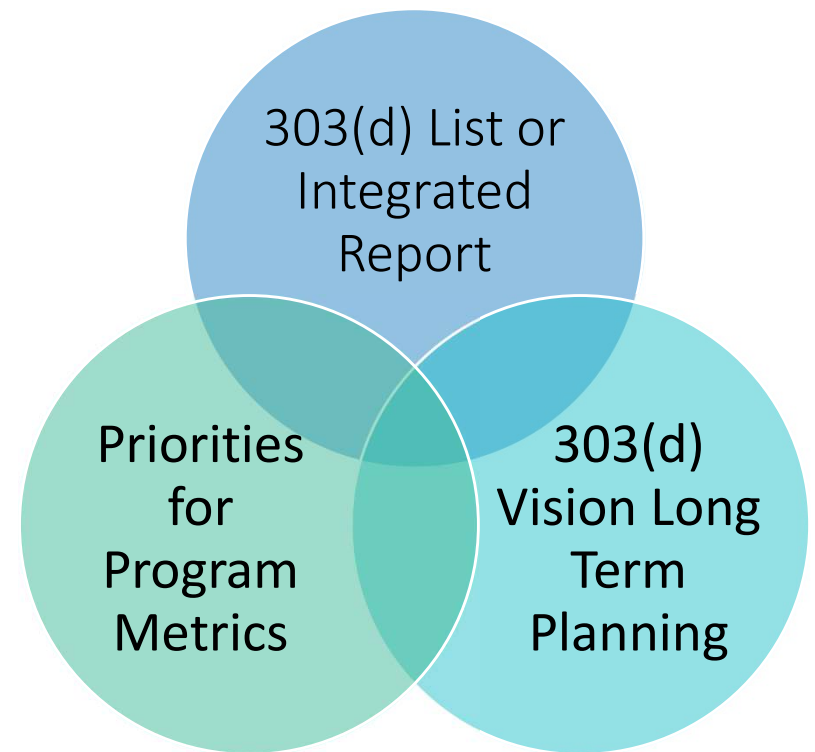 303(d) List or
Integrated
Report
Priorities
for
Program
Metrics
303(d)
Vision Long
Term
Planning